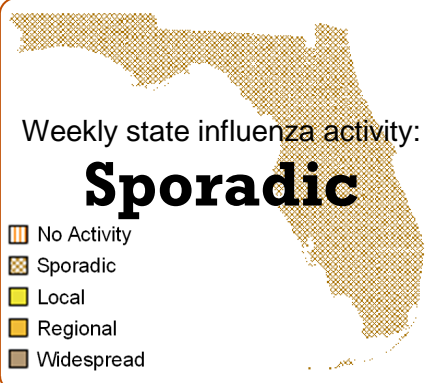 Weekly state influenza activity:
Sporadic
No Activity
Sporadic
Local
Regional
Widespread